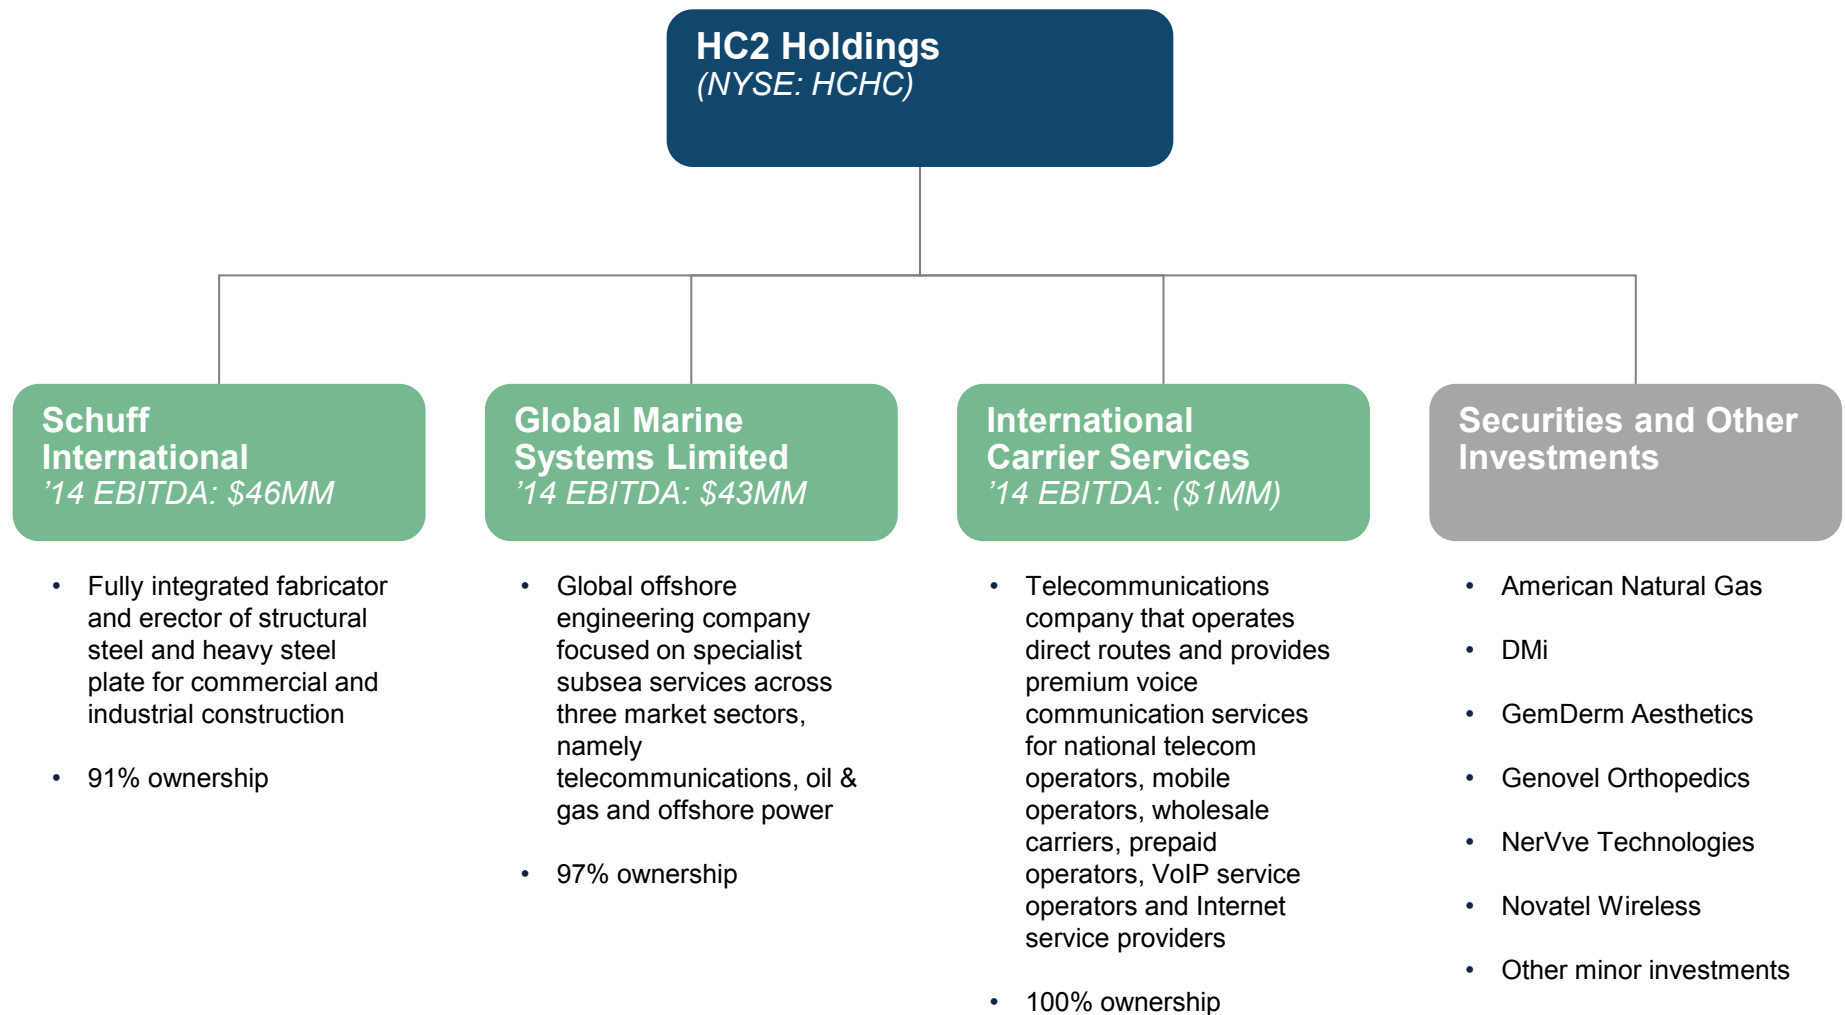 HC2 Holdings
(NYSE: HCHC)
Schuff
International
’14 EBITDA: $46MM
• Fully integrated fabricator
and erector of structural
steel and heavy steel
plate for commercial and
industrial construction
• 91% ownership
Global Marine
Systems Limited
’14 EBITDA: $43MM
• Global offshore
engineering company
focused on specialist
subsea services across
three market sectors,
namely
telecommunications, oil &
gas and offshore power
• 97% ownership
International
Carrier Services
’14 EBITDA: ($1MM)
• Telecommunications
company that operates
direct routes and provides
premium voice
communication services
for national telecom
operators, mobile
operators, wholesale
carriers, prepaid
operators, VoIP service
operators and Internet
service providers
• 100% ownership
Securities and Other
Investments
• American Natural Gas
• DMi
• GemDerm Aesthetics
• Genovel Orthopedics
• NerVve Technologies
• Novatel Wireless
• Other minor investments